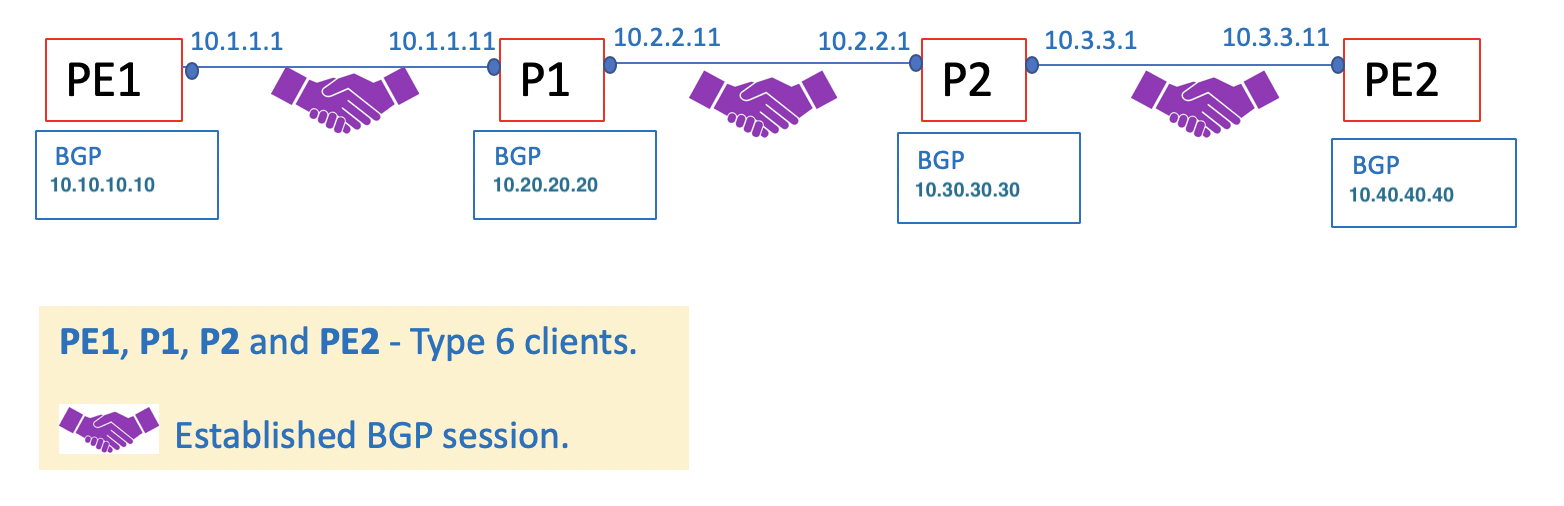 10.1.1.1
10.1.1.11
10.2.2.11
10.2.2.1
10.3.3.1
10.3.3.11
PE1
P1
P2
PE2
BGP
10.10.10.10
BGP
10.20.20.20
BGP
10.30.30.30
BGP
10.40.40.40
PE1, P1, P2 and PE2 - Type 6 clients.
Established BGP session.